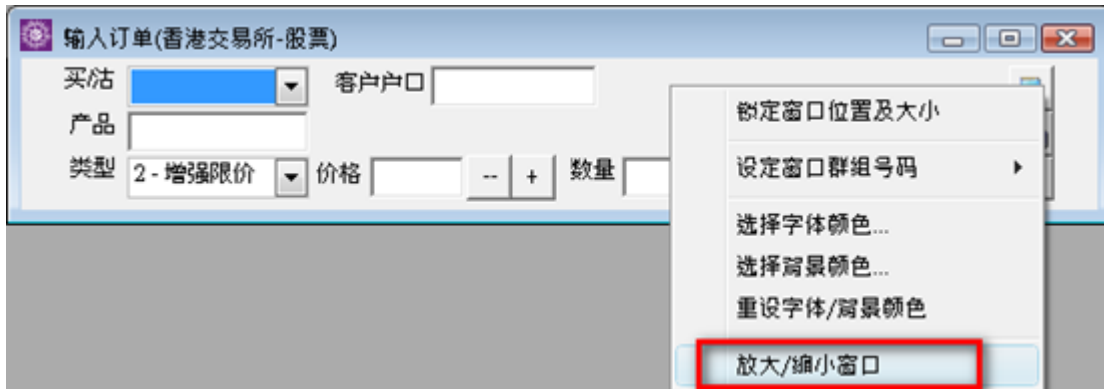 输入订单(香港交易所-股票)
买/沽 客户户口
产品
类型 2 - 增强限价 价格 -- + 数量
锁定窗口位置及大小
设定窗口群组号码
选择字体颜色...
选择背景颜色...
重设字体/背景颜色
放大/缩小窗口